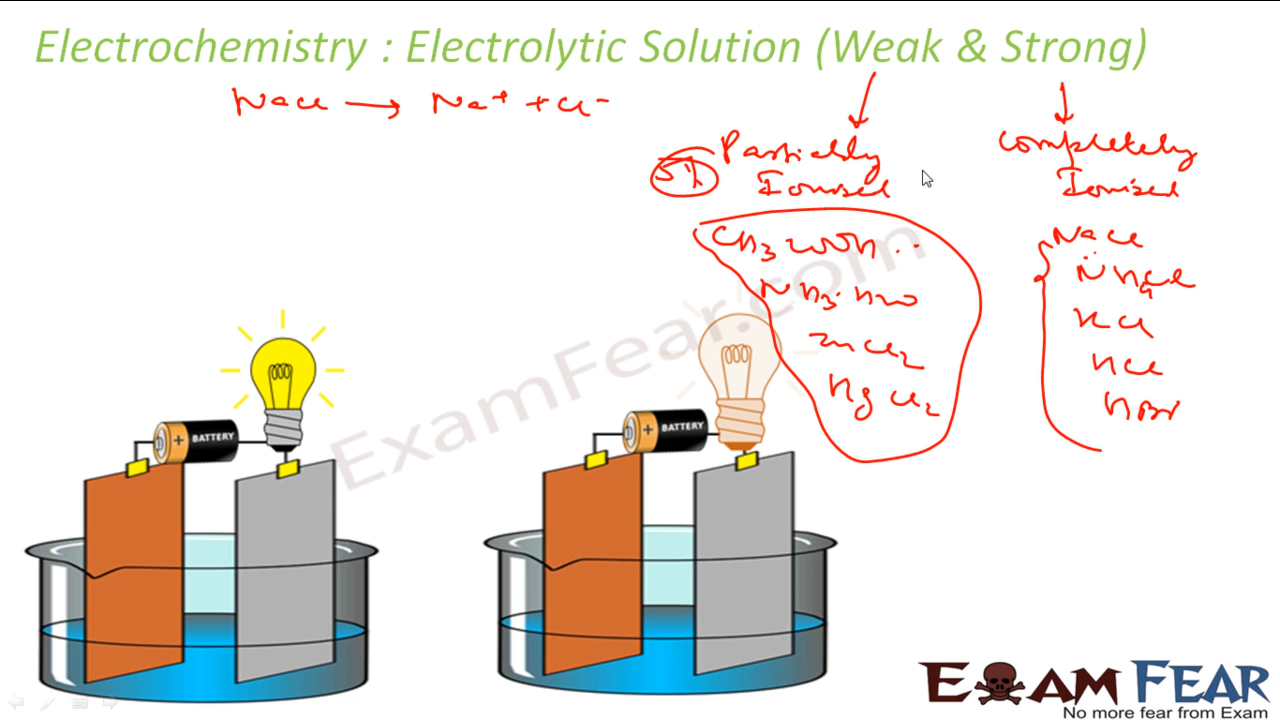 Electrochemistry : Electrolytic Solution (Weak & Strong)
NaCl → Na⁺ + Cl⁻
5% Partially
Ionised
Completely
Ionised
CH3COOH ..
NH3·H2O
ZnCl2
HgCl2
NaCl
NH4Cl
KCl
HCl
HBr
ExamFear.com
+ BATTERY
+ BATTERY
EXAM FEAR
No more fear from Exam